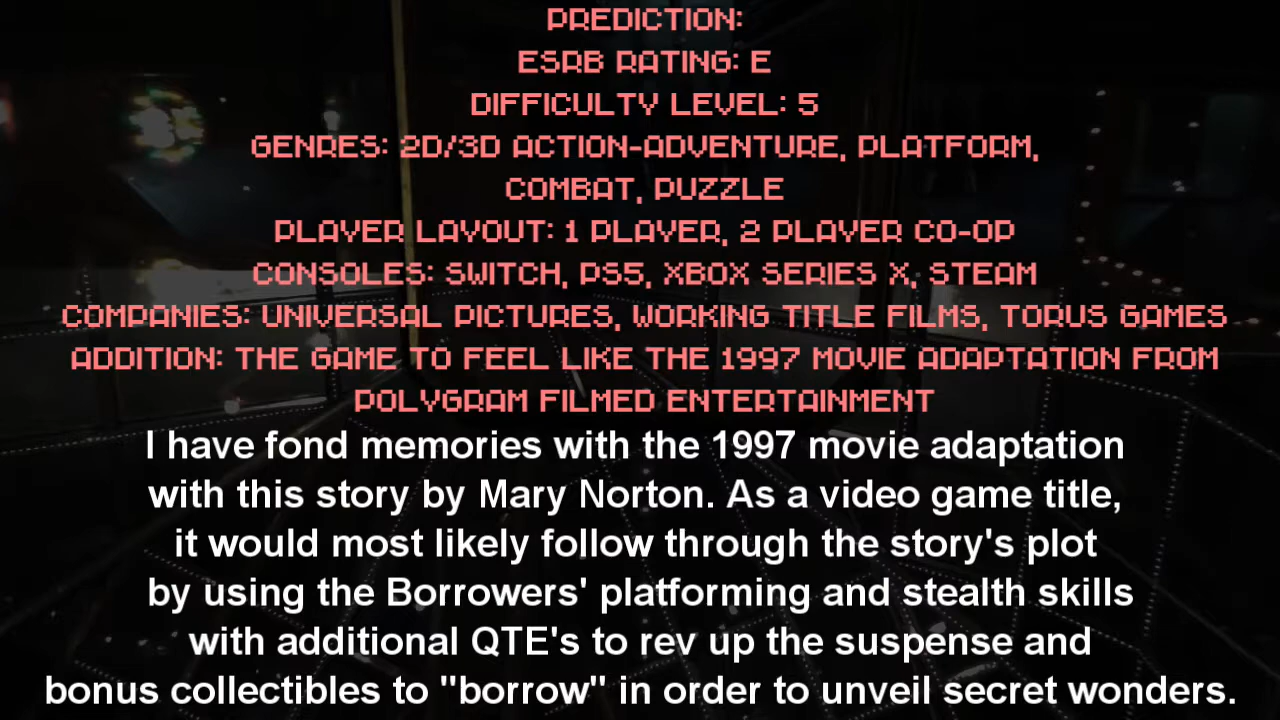 PREDICTION:
ESRB RATING: E
DIFFICULTY LEVEL: 5
GENRES: 2D/3D ACTION-ADVENTURE, PLATFORM,
COMBAT, PUZZLE
PLAYER LAYOUT: 1 PLAYER, 2 PLAYER CO-OP
CONSOLES: SWITCH, PS5, XBOX SERIES X, STEAM
COMPANIES: UNIVERSAL PICTURES, WORKING TITLE FILMS, TORUS GAMES
ADDITION: THE GAME TO FEEL LIKE THE 1997 MOVIE ADAPTATION FROM
POLYGRAM FILMED ENTERTAINMENT
I have fond memories with the 1997 movie adaptation
with this story by Mary Norton. As a video game title,
it would most likely follow through the story's plot
by using the Borrowers' platforming and stealth skills
with additional QTE's to rev up the suspense and
bonus collectibles to "borrow" in order to unveil secret wonders.